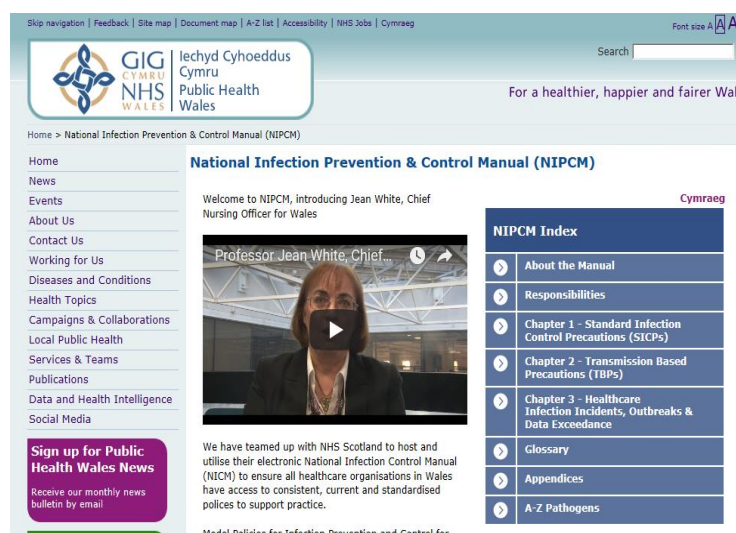 Skip navigation | Feedback | Site map | Document map | A-Z list | Accessibility | NHS Jobs | Cymraeg
Font size A A A
Search
GIG
CYMRU
NHS
WALES
Iechyd Cyhoeddus
Cymru
Public Health
Wales
For a healthier, happier and fairer Wal
Home > National Infection Prevention & Control Manual (NIPCM)
Home
News
Events
About Us
Contact Us
Working for Us
Diseases and Conditions
Health Topics
Campaigns & Collaborations
Local Public Health
Services & Teams
Publications
Data and Health Intelligence
Social Media
Sign up for Public
Health Wales News
Receive our monthly news
bulletin by email
National Infection Prevention & Control Manual (NIPCM)
Welcome to NIPCM, introducing Jean White, Chief
Nursing Officer for Wales
Professor Jean White, Chief...
We have teamed up with NHS Scotland to host and
utilise their electronic National Infection Control Manual
(NICM) to ensure all healthcare organisations in Wales
have access to consistent, current and standardised
polices to support practice.
Model Policies for Infection Prevention and Control for
Cymraeg
NIPCM Index
About the Manual
Responsibilities
Chapter 1 - Standard Infection
Control Precautions (SICPs)
Chapter 2 - Transmission Based
Precautions (TBPs)
Chapter 3 - Healthcare
Infection Incidents, Outbreaks &
Data Exceedance
Glossary
Appendices
A-Z Pathogens